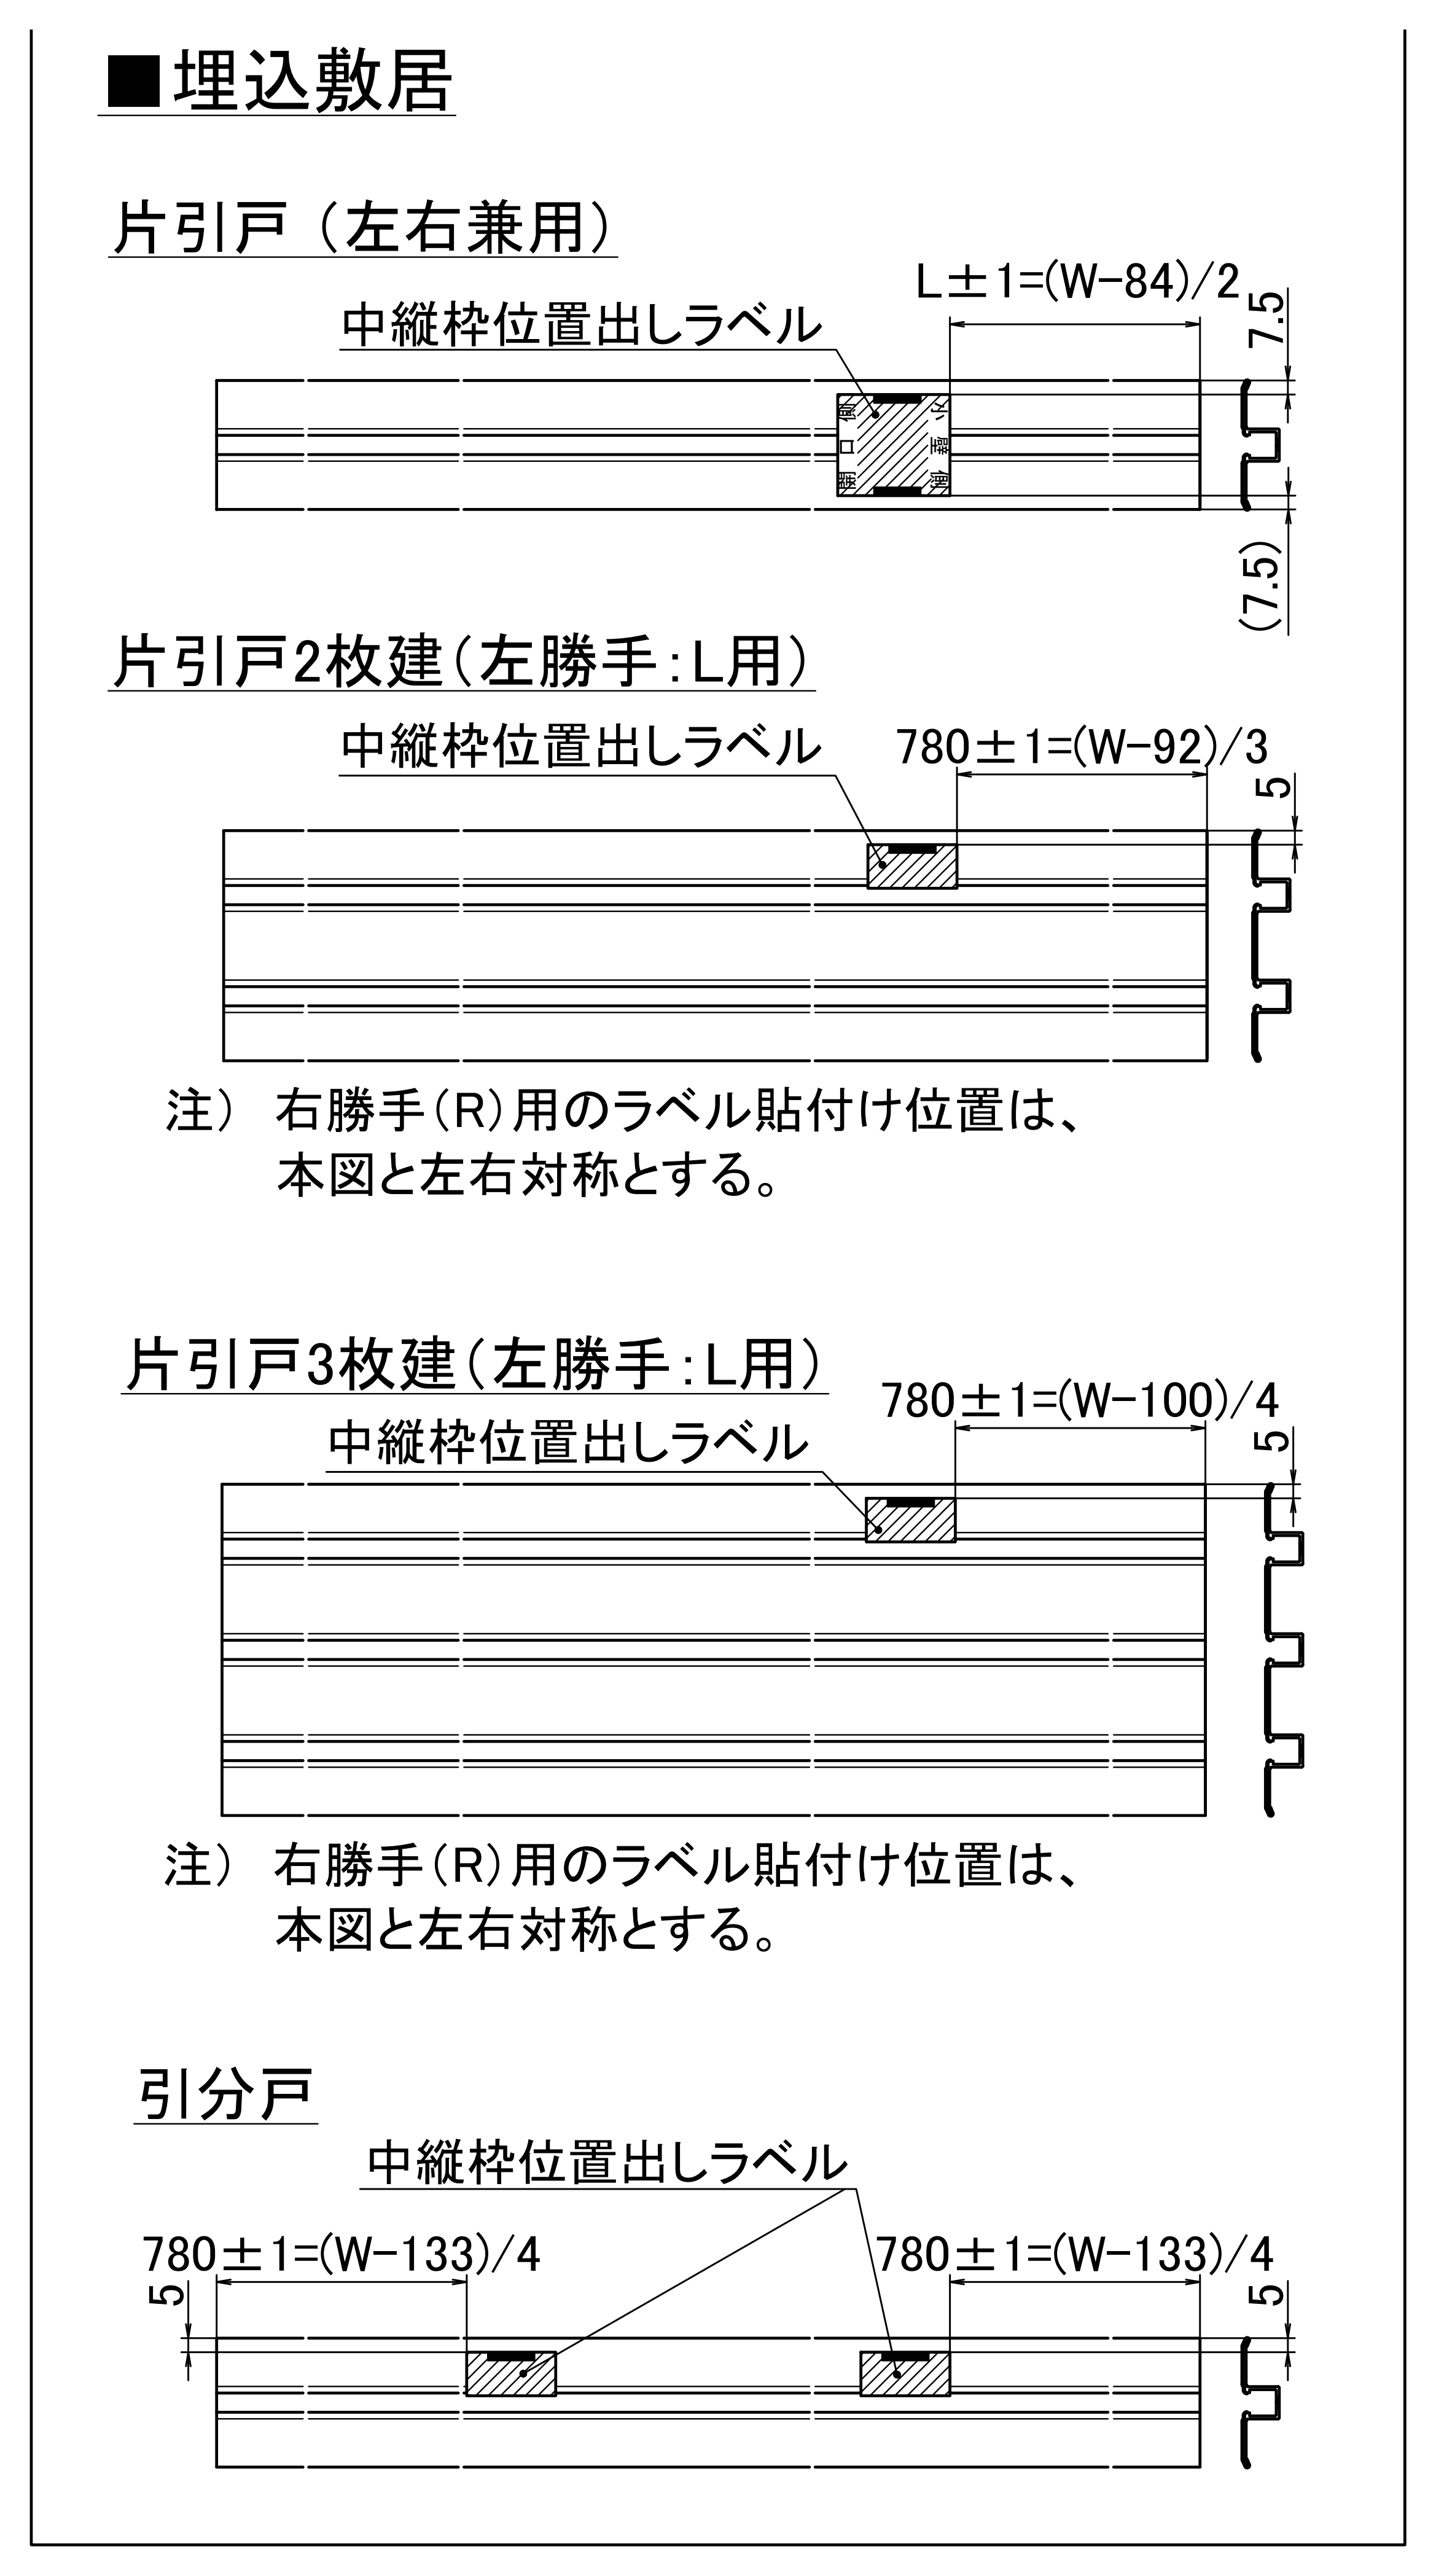 ■埋込敷居
片引戸（左右兼用）
L±1=(W-84)/2
7.5
中縦枠位置出しラベル
開口側
小壁側
(7.5)
片引戸2枚建(左勝手:L用)
中縦枠位置出しラベル
780±1=(W-92)/3
5
注） 右勝手(R)用のラベル貼付け位置は、
本図と左右対称とする。
片引戸3枚建(左勝手:L用)
780±1=(W-100)/4
中縦枠位置出しラベル
5
注） 右勝手(R)用のラベル貼付け位置は、
本図と左右対称とする。
引分戸
中縦枠位置出しラベル
780±1=(W-133)/4
780±1=(W-133)/4
5
5